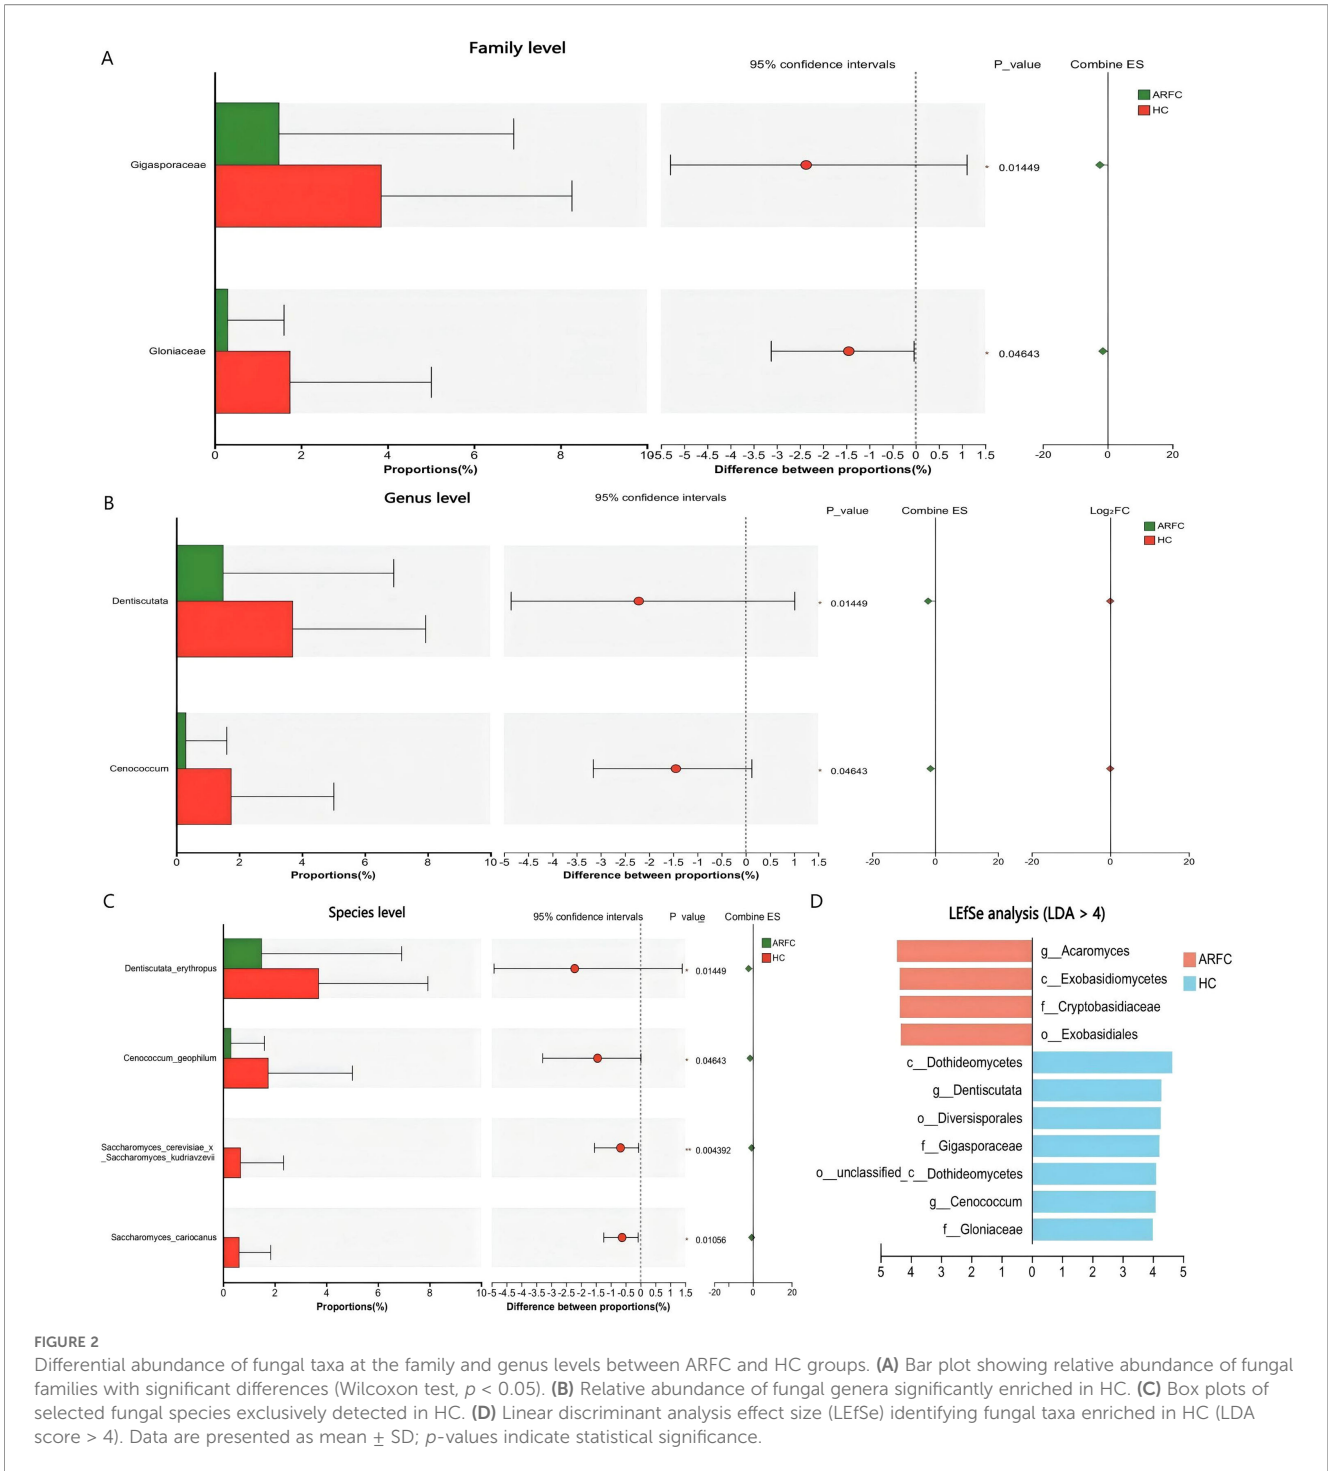 A
Family level
95% confidence intervals
P_value
Combine ES
ARFC
HC
Gigasporaceae
* 0.01449
Gloniaceae
* 0.04643
0 2 4 6 8 10
Proportions(%)
-5.5 -5 -4.5 -4 -3.5 -3 -2.5 -2 -1.5 -1 -0.5 0 0.5 1 1.5
Difference between proportions(%)
-20 0 20
B
Genus level
95% confidence intervals
P_value
Combine ES
Log₂FC
ARFC
HC
Dentiscutata
* 0.01449
Cenococcum
* 0.04643
0 2 4 6 8 10
Proportions(%)
-5 -4.5 -4 -3.5 -3 -2.5 -2 -1.5 -1 -0.5 0 0.5 1 1.5
Difference between proportions(%)
-20 0 20
-20 0 20
C
Species level
95% confidence intervals
P_value
Combine ES
ARFC
HC
Dentiscutata_erythropus
* 0.01449
Cenococcum_geophilum
* 0.04643
Saccharomyces_cerevisiae_x
_Saccharomyces_kudriavzevii
** 0.004392
Saccharomyces_cariocanus
* 0.01056
0 2 4 6 8 10
Proportions(%)
-5 -4.5 -4 -3.5 -3 -2.5 -2 -1.5 -1 -0.5 0 0.5 1 1.5
Difference between proportions(%)
-20 0 20
D
LEfSe analysis (LDA > 4)
ARFC
HC
g__Acaromyces
c__Exobasidiomycetes
f__Cryptobasidiaceae
o__Exobasidiales
c__Dothideomycetes
g__Dentiscutata
o__Diversisporales
f__Gigasporaceae
o__unclassified_c__Dothideomycetes
g__Cenococcum
f__Gloniaceae
5 4 3 2 1 0 1 2 3 4 5
FIGURE 2
Differential abundance of fungal taxa at the family and genus levels between ARFC and HC groups. (A) Bar plot showing relative abundance of fungal
families with significant differences (Wilcoxon test, p < 0.05). (B) Relative abundance of fungal genera significantly enriched in HC. (C) Box plots of
selected fungal species exclusively detected in HC. (D) Linear discriminant analysis effect size (LEfSe) identifying fungal taxa enriched in HC (LDA
score > 4). Data are presented as mean ± SD; p-values indicate statistical significance.